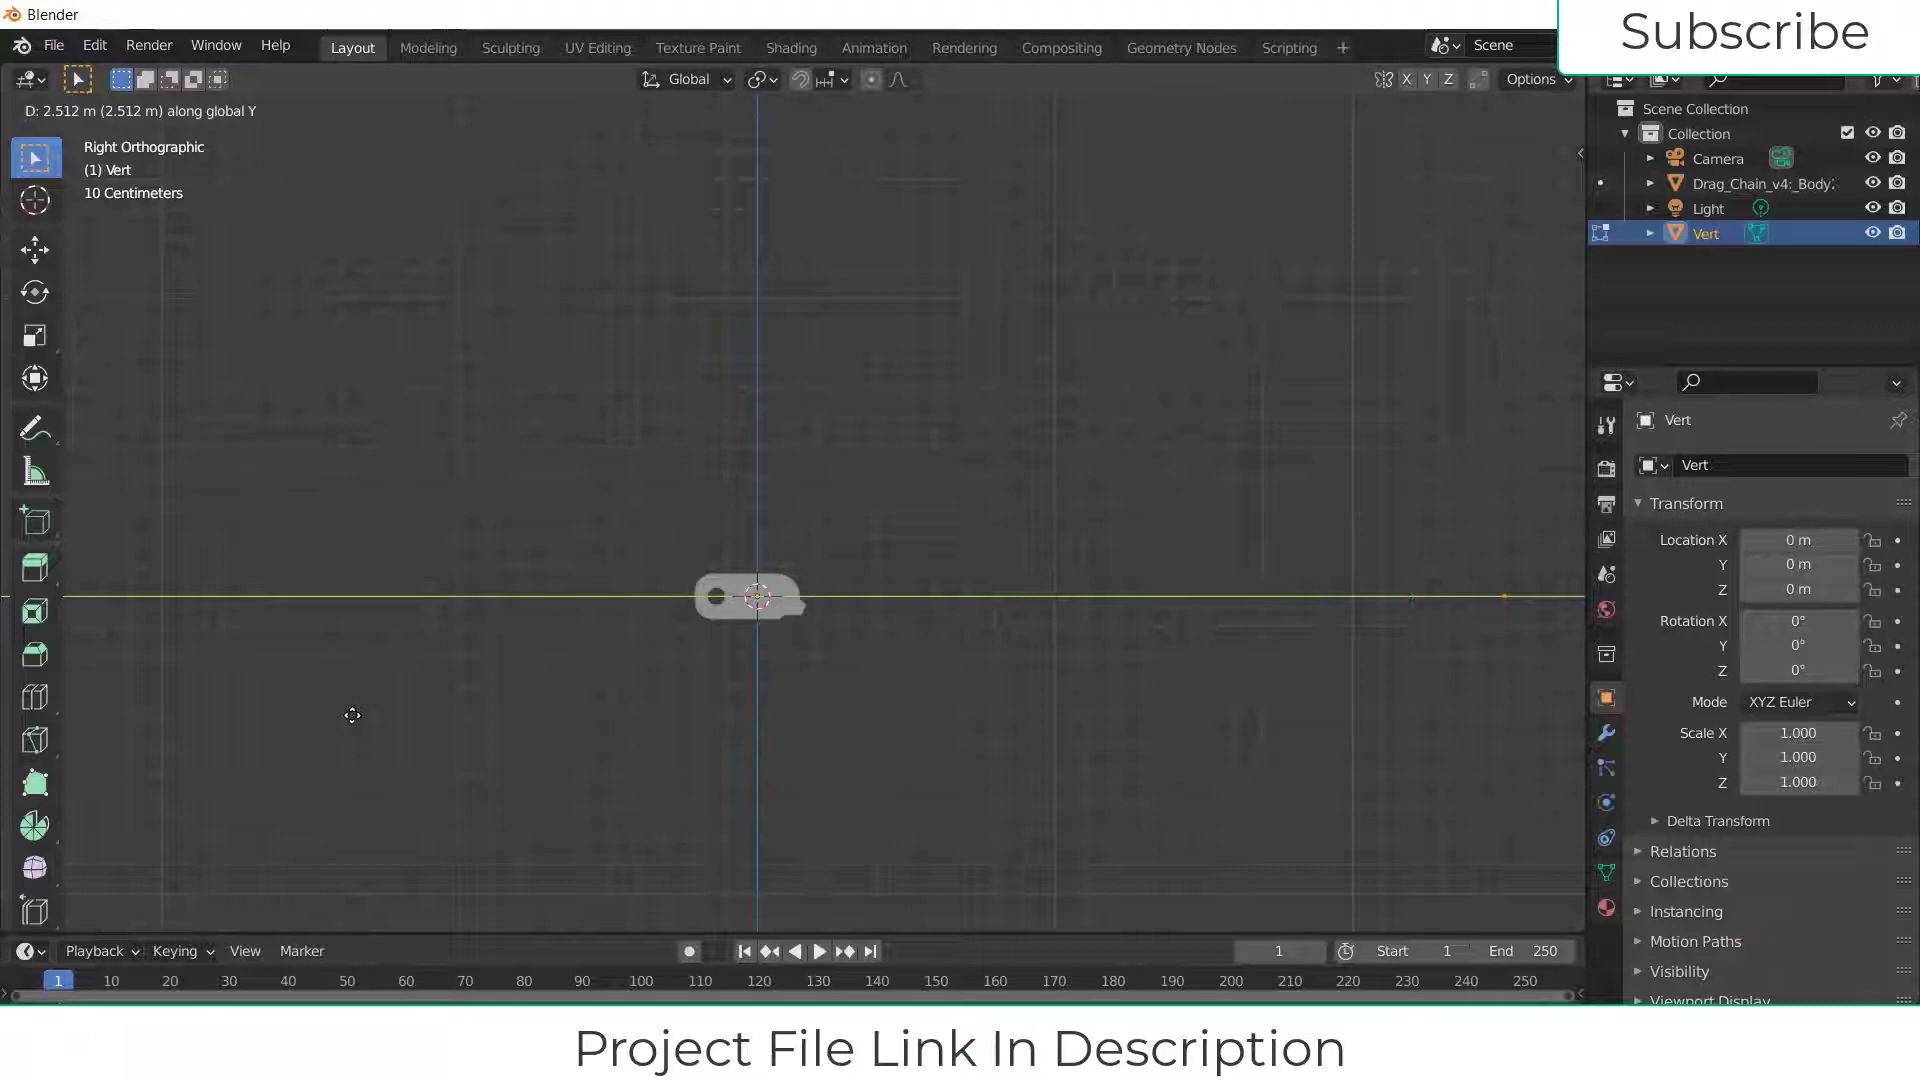 Blender
Subscribe
File Edit Render Window Help
Layout Modeling Sculpting UV Editing Texture Paint Shading Animation Rendering Compositing Geometry Nodes Scripting +
Scene
Global
X Y Z Options
D: 2.512 m (2.512 m) along global Y
Right Orthographic
(1) Vert
10 Centimeters
Scene Collection
Collection
Camera
Drag_Chain_v4:_Body:
Light
Vert
Vert
Vert
Transform
Location X 0 m
Y 0 m
Z 0 m
Rotation X 0°
Y 0°
Z 0°
Mode XYZ Euler
Scale X 1.000
Y 1.000
Z 1.000
Delta Transform
Relations
Collections
Instancing
Motion Paths
Visibility
Viewport Display
Playback Keying View Marker
1 Start 1 End 250
1 10 20 30 40 50 60 70 80 90 100 110 120 130 140 150 160 170 180 190 200 210 220 230 240 250
Project File Link In Description